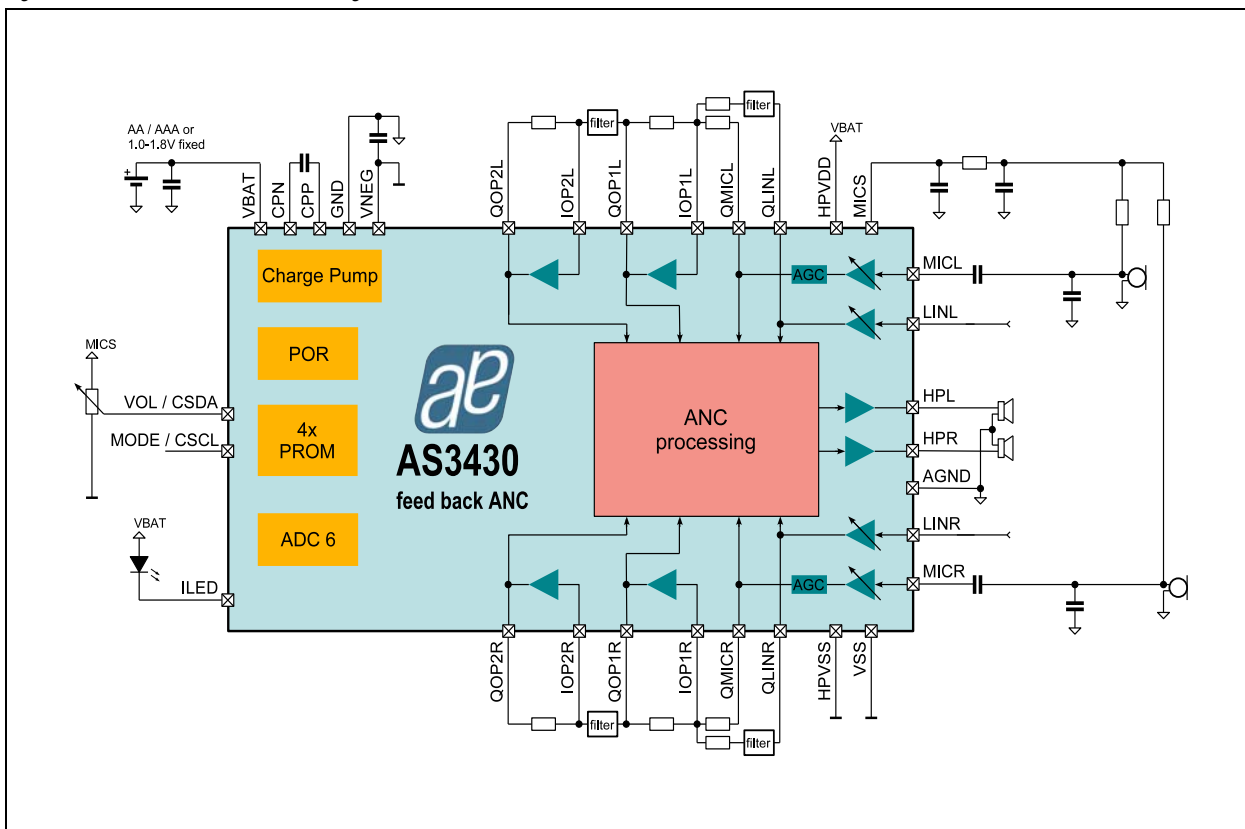 AA / AAA or
1.0-1.8V fixed
VBAT
CPN
CPP
GND
VNEG
QOP2L
IOP2L
QOP1L
IOP1L
QMICL
QLINL
HPVDD
MICS
filter
filter
VBAT
Charge Pump
POR
4x
PROM
ADC 6
ae
AS3430
feed back ANC
ANC
processing
AGC
AGC
MICS
VOL / CSDA
MODE / CSCL
VBAT
ILED
MICL
LINL
HPL
HPR
AGND
LINR
MICR
QOP2R
IOP2R
QOP1R
IOP1R
QMICR
QLINR
HPVSS
VSS
filter
filter